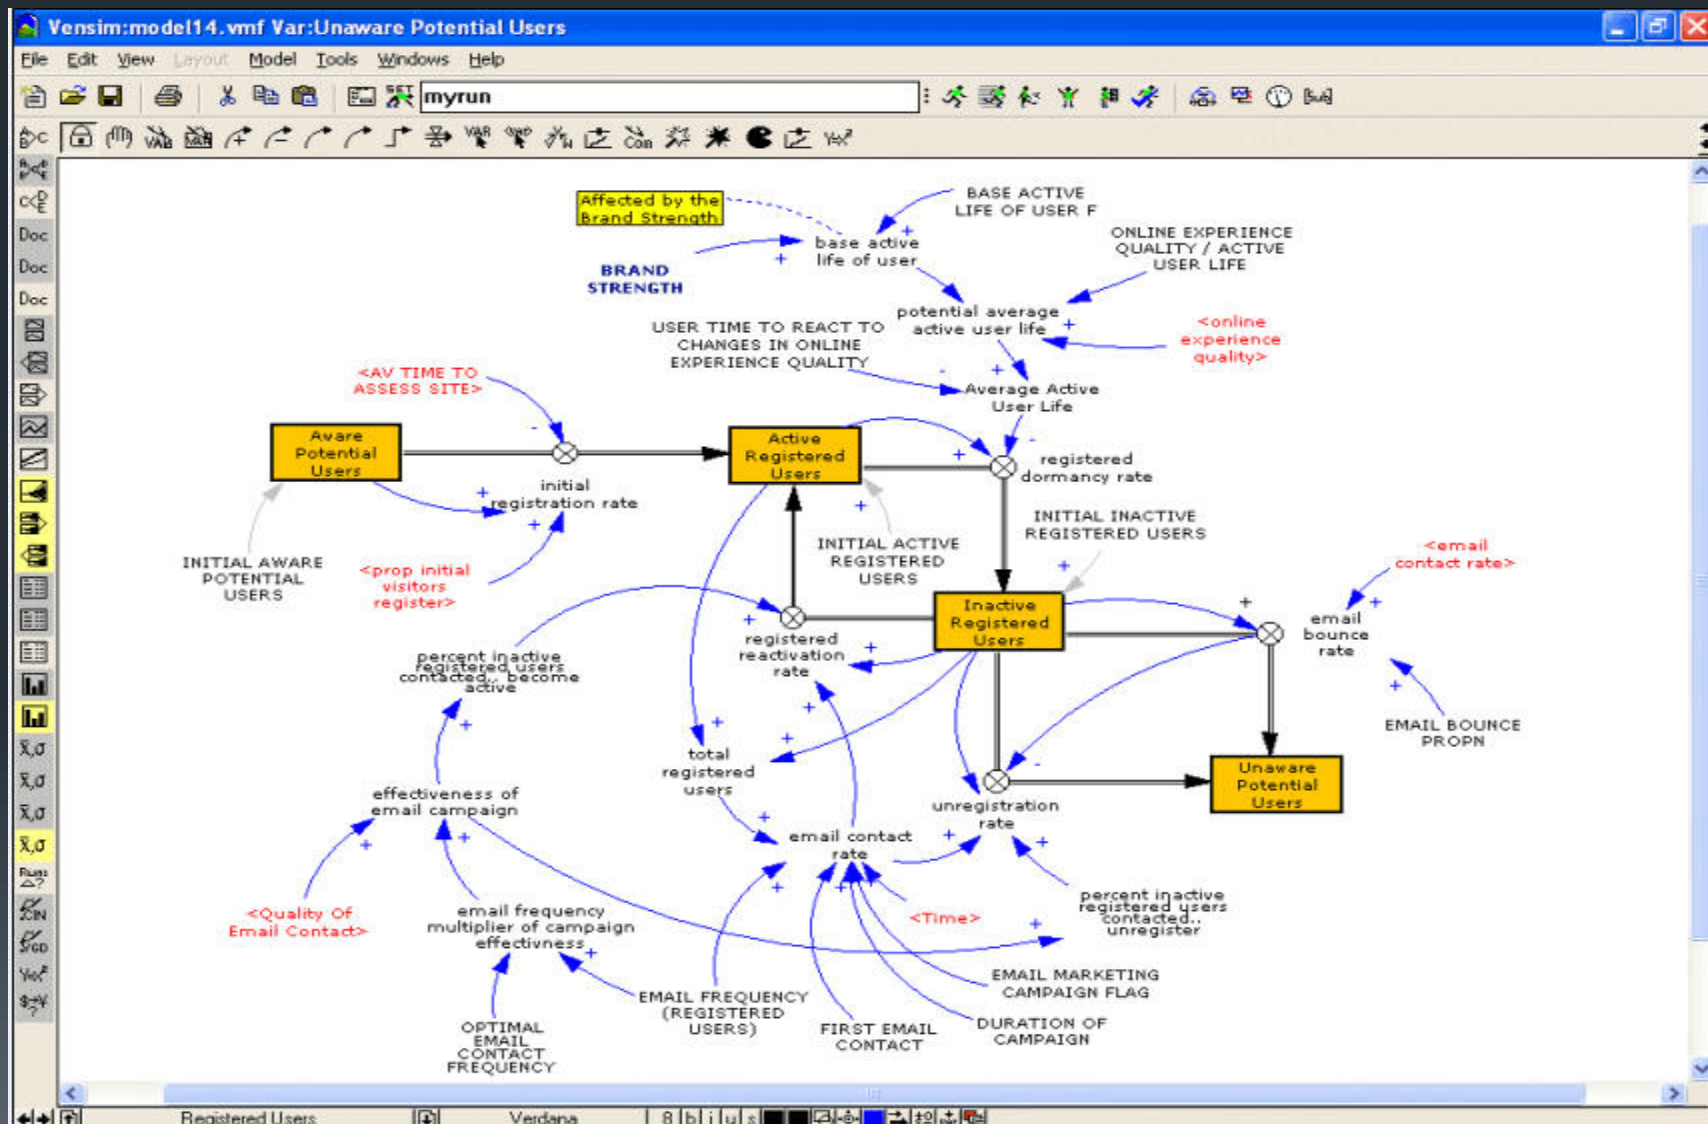 Vensim:model14.vmf Var:Unaware Potential Users
File Edit View Layout Model Tools Windows Help
SET
myrun
VAR
Com
Doc
Doc
Doc
Affected by the
Brand Strength
BASE ACTIVE
LIFE OF USER F
base active
life of user
ONLINE EXPERIENCE
QUALITY / ACTIVE
USER LIFE
BRAND
STRENGTH
potential average
active user life
<online
experience
quality>
USER TIME TO REACT TO
CHANGES IN ONLINE
EXPERIENCE QUALITY
<AV TIME TO
ASSESS SITE>
Average Active
User Life
Aware
Potential
Users
Active
Registered
Users
registered
dormancy rate
initial
registration rate
INITIAL INACTIVE
REGISTERED USERS
INITIAL AWARE
POTENTIAL
USERS
<prop initial
visitors
register>
INITIAL ACTIVE
REGISTERED
USERS
<email
contact rate>
Inactive
Registered
Users
email
bounce
rate
registered
reactivation
rate
percent inactive
registered users
contacted.. become
active
EMAIL BOUNCE
PROPN
total
registered
users
Unaware
Potential
Users
effectiveness of
email campaign
unregistration
rate
email contact
rate
<Quality Of
Email Contact>
email frequency
multiplier of campaign
effectivness
<Time>
percent inactive
registered users
contacted..
unregister
EMAIL MARKETING
CAMPAIGN FLAG
EMAIL FREQUENCY
(REGISTERED
USERS)
FIRST EMAIL
CONTACT
DURATION OF
CAMPAIGN
OPTIMAL
EMAIL
CONTACT
FREQUENCY
Registered Users Verdana 8 b i u s